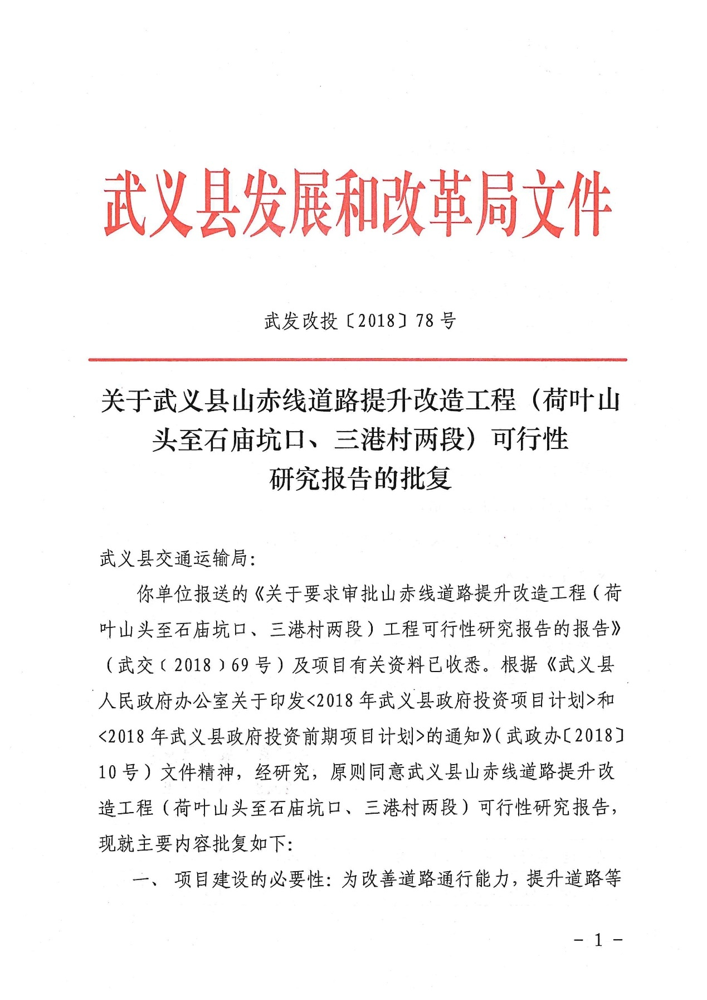 武义县发展和改革局文件
武发改投〔2018〕78号
关于武义县山赤线道路提升改造工程（荷叶山
头至石庙坑口、三港村两段）可行性
研究报告的批复
武义县交通运输局：
你单位报送的《关于要求审批山赤线道路提升改造工程（荷
叶山头至石庙坑口、三港村两段）工程可行性研究报告的报告》
（武交﹝2018﹞69号）及项目有关资料已收悉。根据《武义县
人民政府办公室关于印发<2018年武义县政府投资项目计划>和
<2018年武义县政府投资前期项目计划>的通知》（武政办〔2018〕
10号）文件精神，经研究，原则同意武义县山赤线道路提升改
造工程（荷叶山头至石庙坑口、三港村两段）可行性研究报告，
现就主要内容批复如下：
一、 项目建设的必要性：为改善道路通行能力，提升道路等
- 1 -